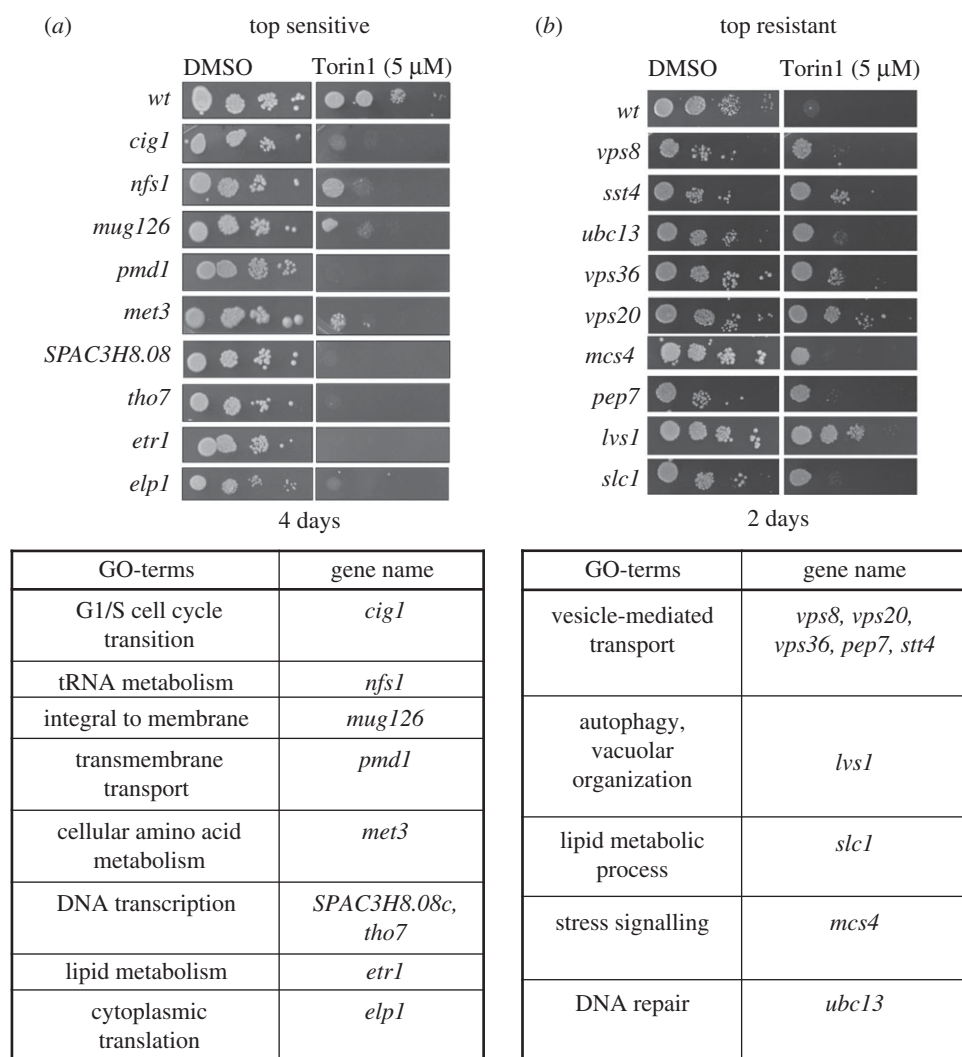 (a) top sensitive
DMSO Torin1 (5 μM)
wt
cig1
nfs1
mug126
pmd1
met3
SPAC3H8.08
tho7
etr1
elp1
4 days
(b) top resistant
DMSO Torin1 (5 μM)
wt
vps8
sst4
ubc13
vps36
vps20
mcs4
pep7
lvs1
slc1
2 days
GO-terms gene name
G1/S cell cycle
transition
cig1
tRNA metabolism nfs1
integral to membrane mug126
transmembrane
transport
pmd1
cellular amino acid
metabolism
met3
DNA transcription SPAC3H8.08c,
tho7
lipid metabolism etr1
cytoplasmic
translation
elp1
GO-terms gene name
vesicle-mediated
transport
vps8, vps20,
vps36, pep7, stt4
autophagy,
vacuolar
organization
lvs1
lipid metabolic
process
slc1
stress signalling mcs4
DNA repair ubc13